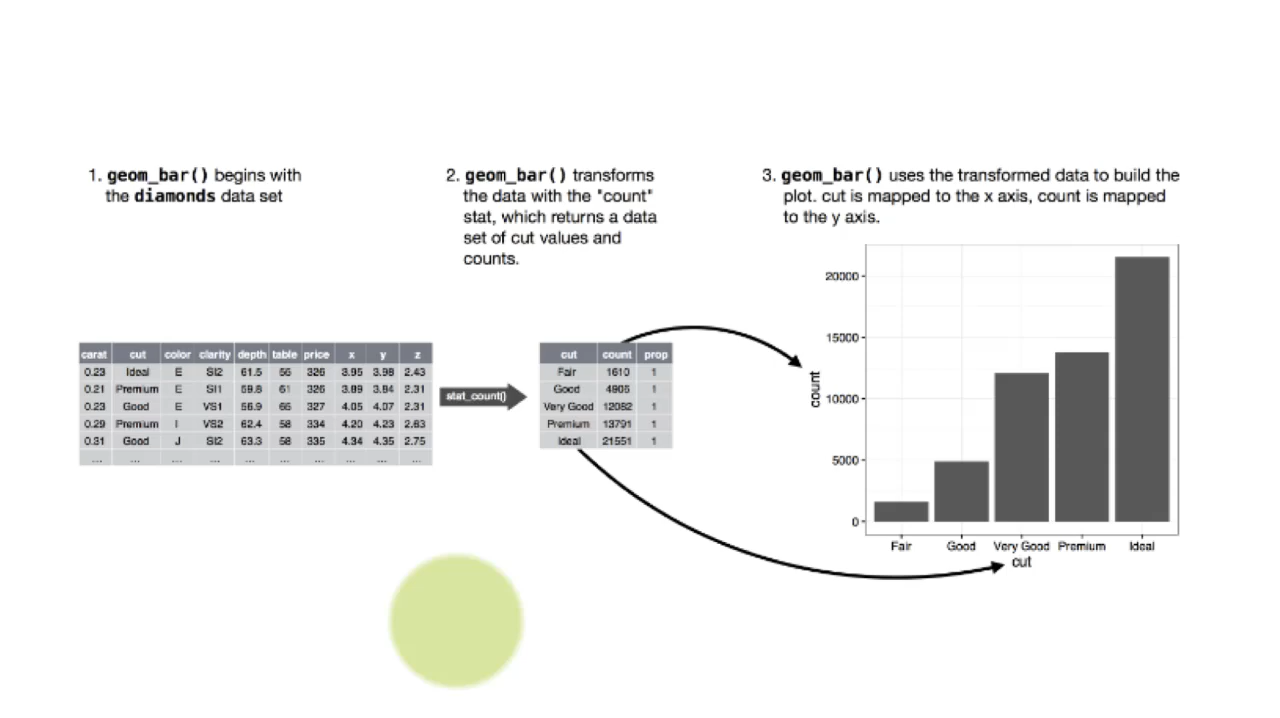 1. geom_bar() begins with
the diamonds data set
2. geom_bar() transforms
the data with the "count"
stat, which returns a data
set of cut values and
counts.
3. geom_bar() uses the transformed data to build the
plot. cut is mapped to the x axis, count is mapped
to the y axis.
carat cut color clarity depth table price x y z
0.23 Ideal E SI2 61.5 55 326 3.95 3.98 2.43
0.21 Premium E SI1 59.8 61 326 3.89 3.84 2.31
0.23 Good E VS1 56.9 65 327 4.05 4.07 2.31
0.29 Premium I VS2 62.4 58 334 4.20 4.23 2.63
0.31 Good J SI2 63.3 58 335 4.34 4.35 2.75
... ... ... ... ... ... ... ... ... ...
stat_count()
cut count prop
Fair 1610 1
Good 4906 1
Very Good 12082 1
Premium 13791 1
Ideal 21551 1
20000
15000
10000
5000
0
count
Fair Good Very Good Premium Ideal
cut